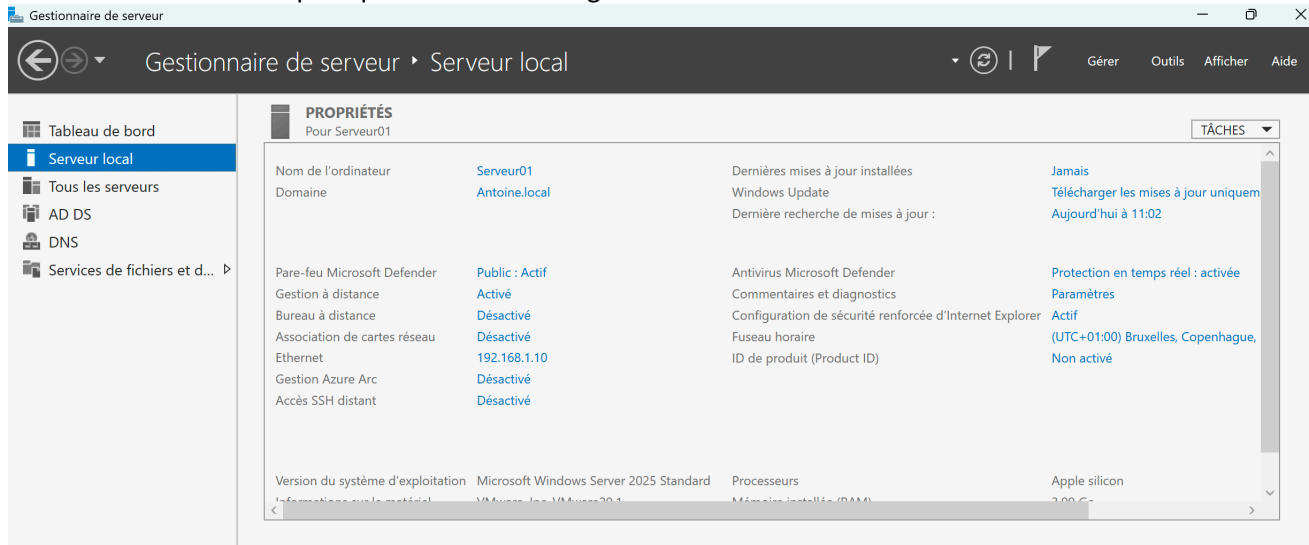 Gestionnaire de serveur
Gestionnaire de serveur • Serveur local
Gérer Outils Afficher Aide
Tableau de bord
Serveur local
Tous les serveurs
AD DS
DNS
Services de fichiers et d...
PROPRIÉTÉS
Pour Serveur01
TÂCHES
Nom de l'ordinateur Serveur01
Domaine Antoine.local
Dernières mises à jour installées Jamais
Windows Update Télécharger les mises à jour uniquem
Dernière recherche de mises à jour : Aujourd'hui à 11:02
Pare-feu Microsoft Defender Public : Actif
Gestion à distance Activé
Bureau à distance Désactivé
Association de cartes réseau Désactivé
Ethernet 192.168.1.10
Gestion Azure Arc Désactivé
Accès SSH distant Désactivé
Antivirus Microsoft Defender Protection en temps réel : activée
Commentaires et diagnostics Paramètres
Configuration de sécurité renforcée d'Internet Explorer Actif
Fuseau horaire (UTC+01:00) Bruxelles, Copenhague,
ID de produit (Product ID) Non activé
Version du système d'exploitation Microsoft Windows Server 2025 Standard
Processeurs Apple silicon